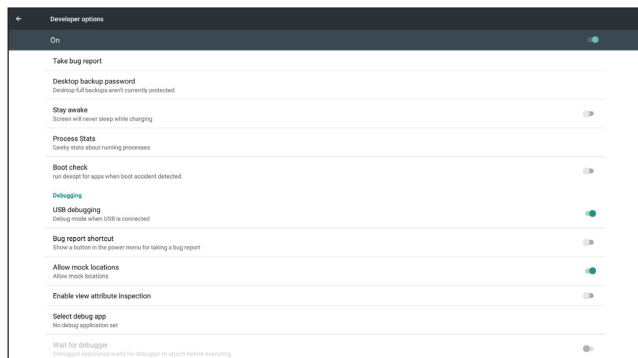 Developer options
On
Take bug report
Desktop backup password
Desktop full backups aren't currently protected
Stay awake
Screen will never sleep while charging
Process Stats
Geeky stats about running processes
Boot check
run dexopt for apps when boot accident detected
Debugging
USB debugging
Debug mode when USB is connected
Bug report shortcut
Show a button in the power menu for taking a bug report
Allow mock locations
Allow mock locations
Enable view attribute inspection
Select debug app
No debug application set
Wait for debugger
Debugged application waits for debugger to attach before executing